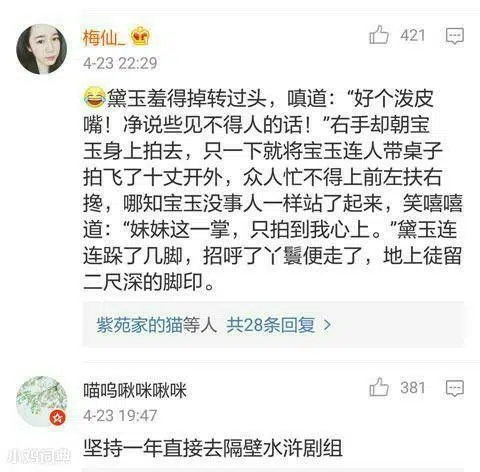 梅仙_
421
4-23 22:29
😂黛玉羞得掉转过头，嗔道：“好个泼皮
嘴！净说些见不得人的话！”右手却朝宝
玉身上拍去，只一下就将宝玉连人带桌子
拍飞了十丈开外，众人忙不得上前左扶右
搀，哪知宝玉没事人一样站了起来，笑嘻嘻
道：“妹妹这一掌，只拍到我心上。”黛玉连
连跺了几脚，招呼了丫鬟便走了，地上徒留
二尺深的脚印。
紫苑家的猫等人 共28条回复 >
喵呜啾咪啾咪
381
4-23 19:47
坚持一年直接去隔壁水浒剧组
小鸡词典